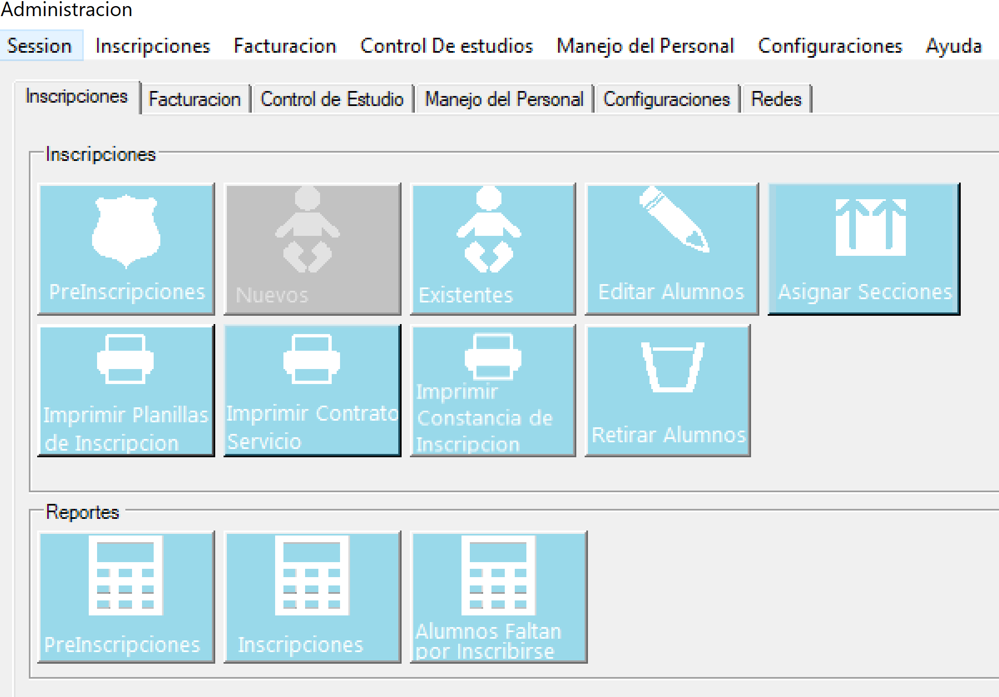 Administracion
Session Inscripciones Facturacion Control De estudios Manejo del Personal Configuraciones Ayuda
Inscripciones Facturacion Control de Estudio Manejo del Personal Configuraciones Redes
Inscripciones
PreInscripciones Nuevos Existentes Editar Alumnos Asignar Secciones
Imprimir Planillas
de Inscripcion
Imprimir Contrato
Servicio
Imprimir
Constancia de
Inscripcion
Retirar Alumnos
Reportes
PreInscripciones
Inscripciones
Alumnos Faltan
por Inscribirse